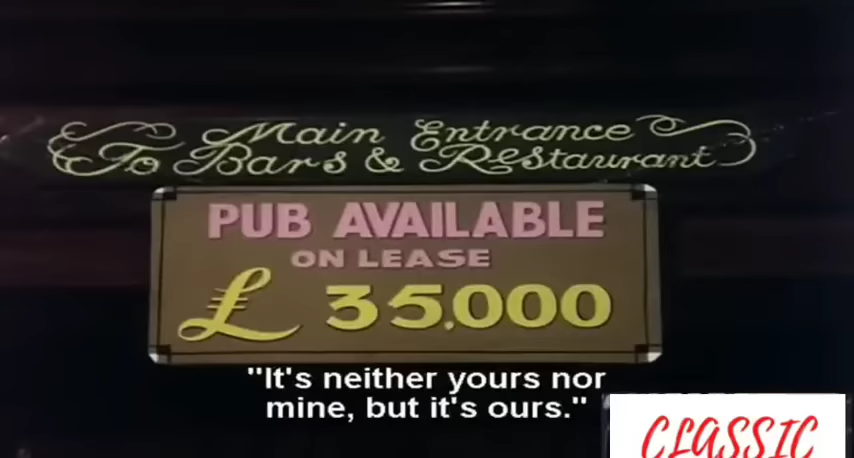 Main Entrance
To Bars & Restaurant
PUB AVAILABLE
ON LEASE
£ 35,000
"It's neither yours nor
mine, but it's ours."
CLASSIC